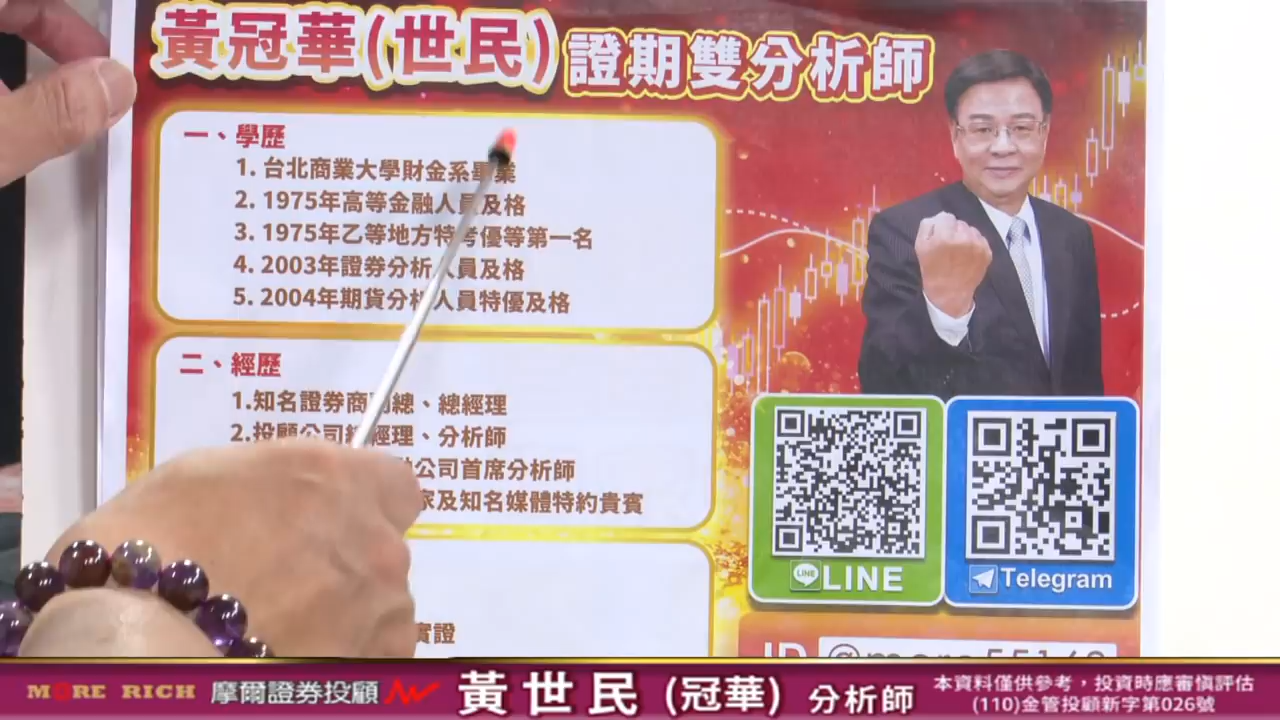 黃冠華(世民) 證期雙分析師
一、學歷
1. 台北商業大學財金系畢業
2. 1975年高等金融人員及格
3. 1975年乙等地方特考優等第一名
4. 2003年證券分析人員及格
5. 2004年期貨分析人員特優及格
二、經歷
1.知名證券商副總、總經理
2.投顧公司總經理、分析師
公司首席分析師
家及知名媒體特約貴賓
實證
LINE
LINE
Telegram
MORE RICH 摩爾證券投顧
黃世民(冠華) 分析師
本資料僅供參考，投資時應審慎評估
(110)金管投顧新字第026號